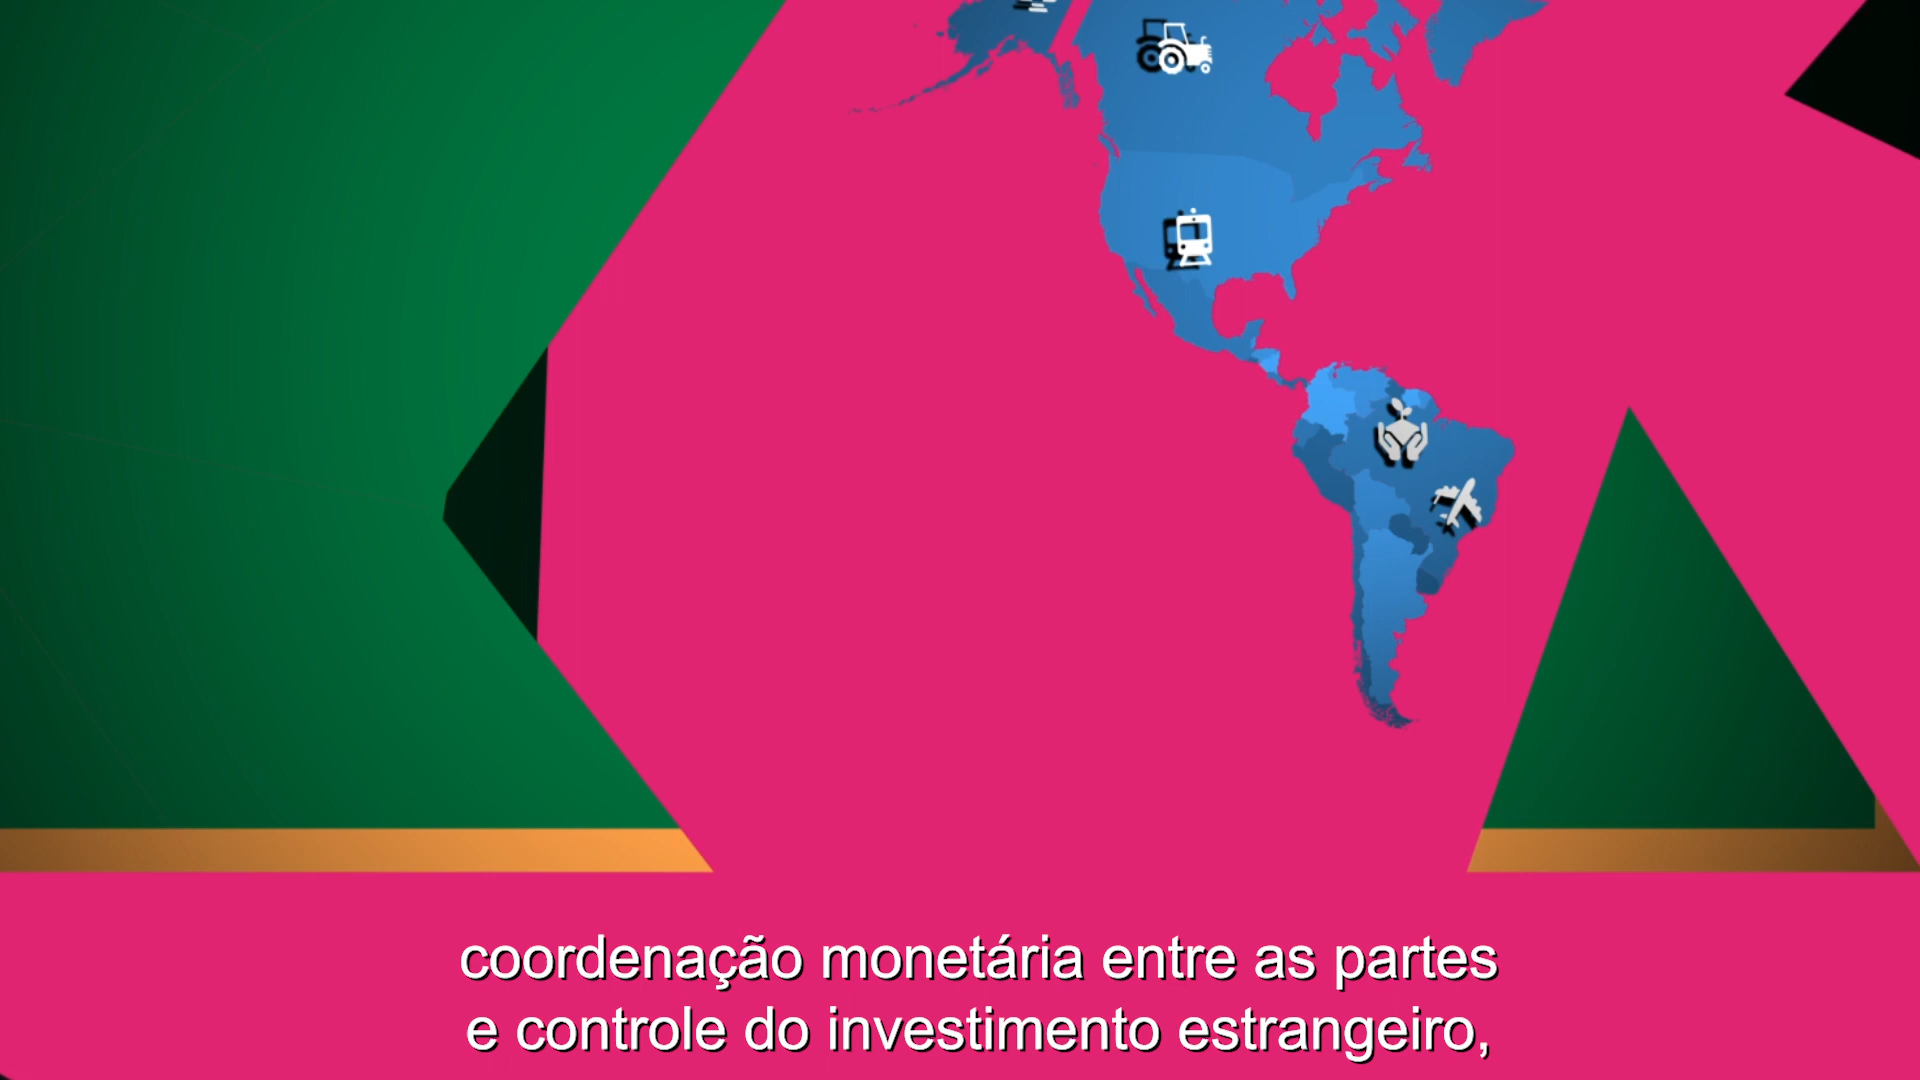 coordenação monetária entre as partes
e controle do investimento estrangeiro,